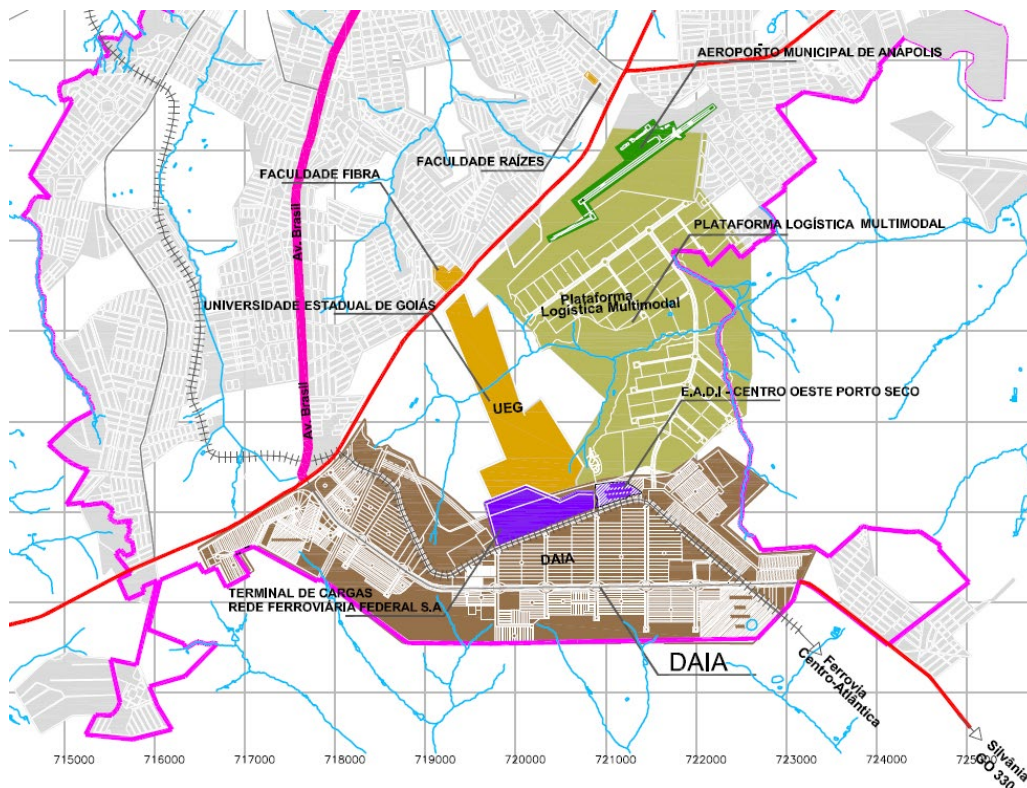 AEROPORTO MUNICIPAL DE ANAPOLIS
FACULDADE RAÍZES
FACULDADE FIBRA
Av. Brasil
PLATAFORMA LOGÍSTICA MULTIMODAL
UNIVERSIDADE ESTADUAL DE GOIÁS
Plataforma
Logística Multimodal
E.A.D.I - CENTRO OESTE PORTO SECO
UEG
Av. Brasil
DAIA
TERMINAL DE CARGAS
REDE FERROVIÁRIA FEDERAL S.A
DAIA
Ferrovia
Centro-Atlântica
Silvânia
GO 330
715000 716000 717000 718000 719000 720000 721000 722000 723000 724000 725000